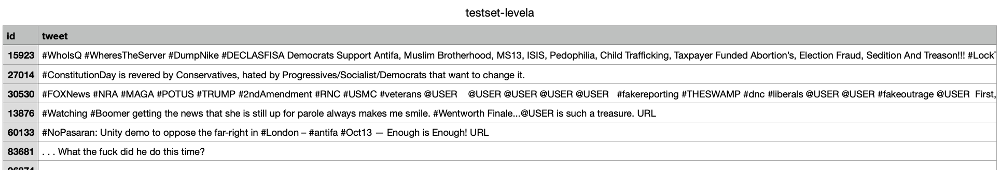 testset-levela
id tweet
15923 #WhoIsQ #WheresTheServer #DumpNike #DECLASFISA Democrats Support Antifa, Muslim Brotherhood, MS13, ISIS, Pedophilia, Child Trafficking, Taxpayer Funded Abortion’s, Election Fraud, Sedition And Treason!!! #Lock
27014 #ConstitutionDay is revered by Conservatives, hated by Progressives/Socialist/Democrats that want to change it.
30530 #FOXNews #NRA #MAGA #POTUS #TRUMP #2ndAmendment #RNC #USMC #veterans @USER @USER @USER @USER @USER #fakereporting #THESWAMP #dnc #liberals @USER @USER #fakeoutrage @USER First,
13876 #Watching #Boomer getting the news that she is still up for parole always makes me smile. #Wentworth Finale...@USER is such a treasure. URL
60133 #NoPasaran: Unity demo to oppose the far-right in #London – #antifa #Oct13 — Enough is Enough! URL
83681 . . . What the fuck did he do this time?